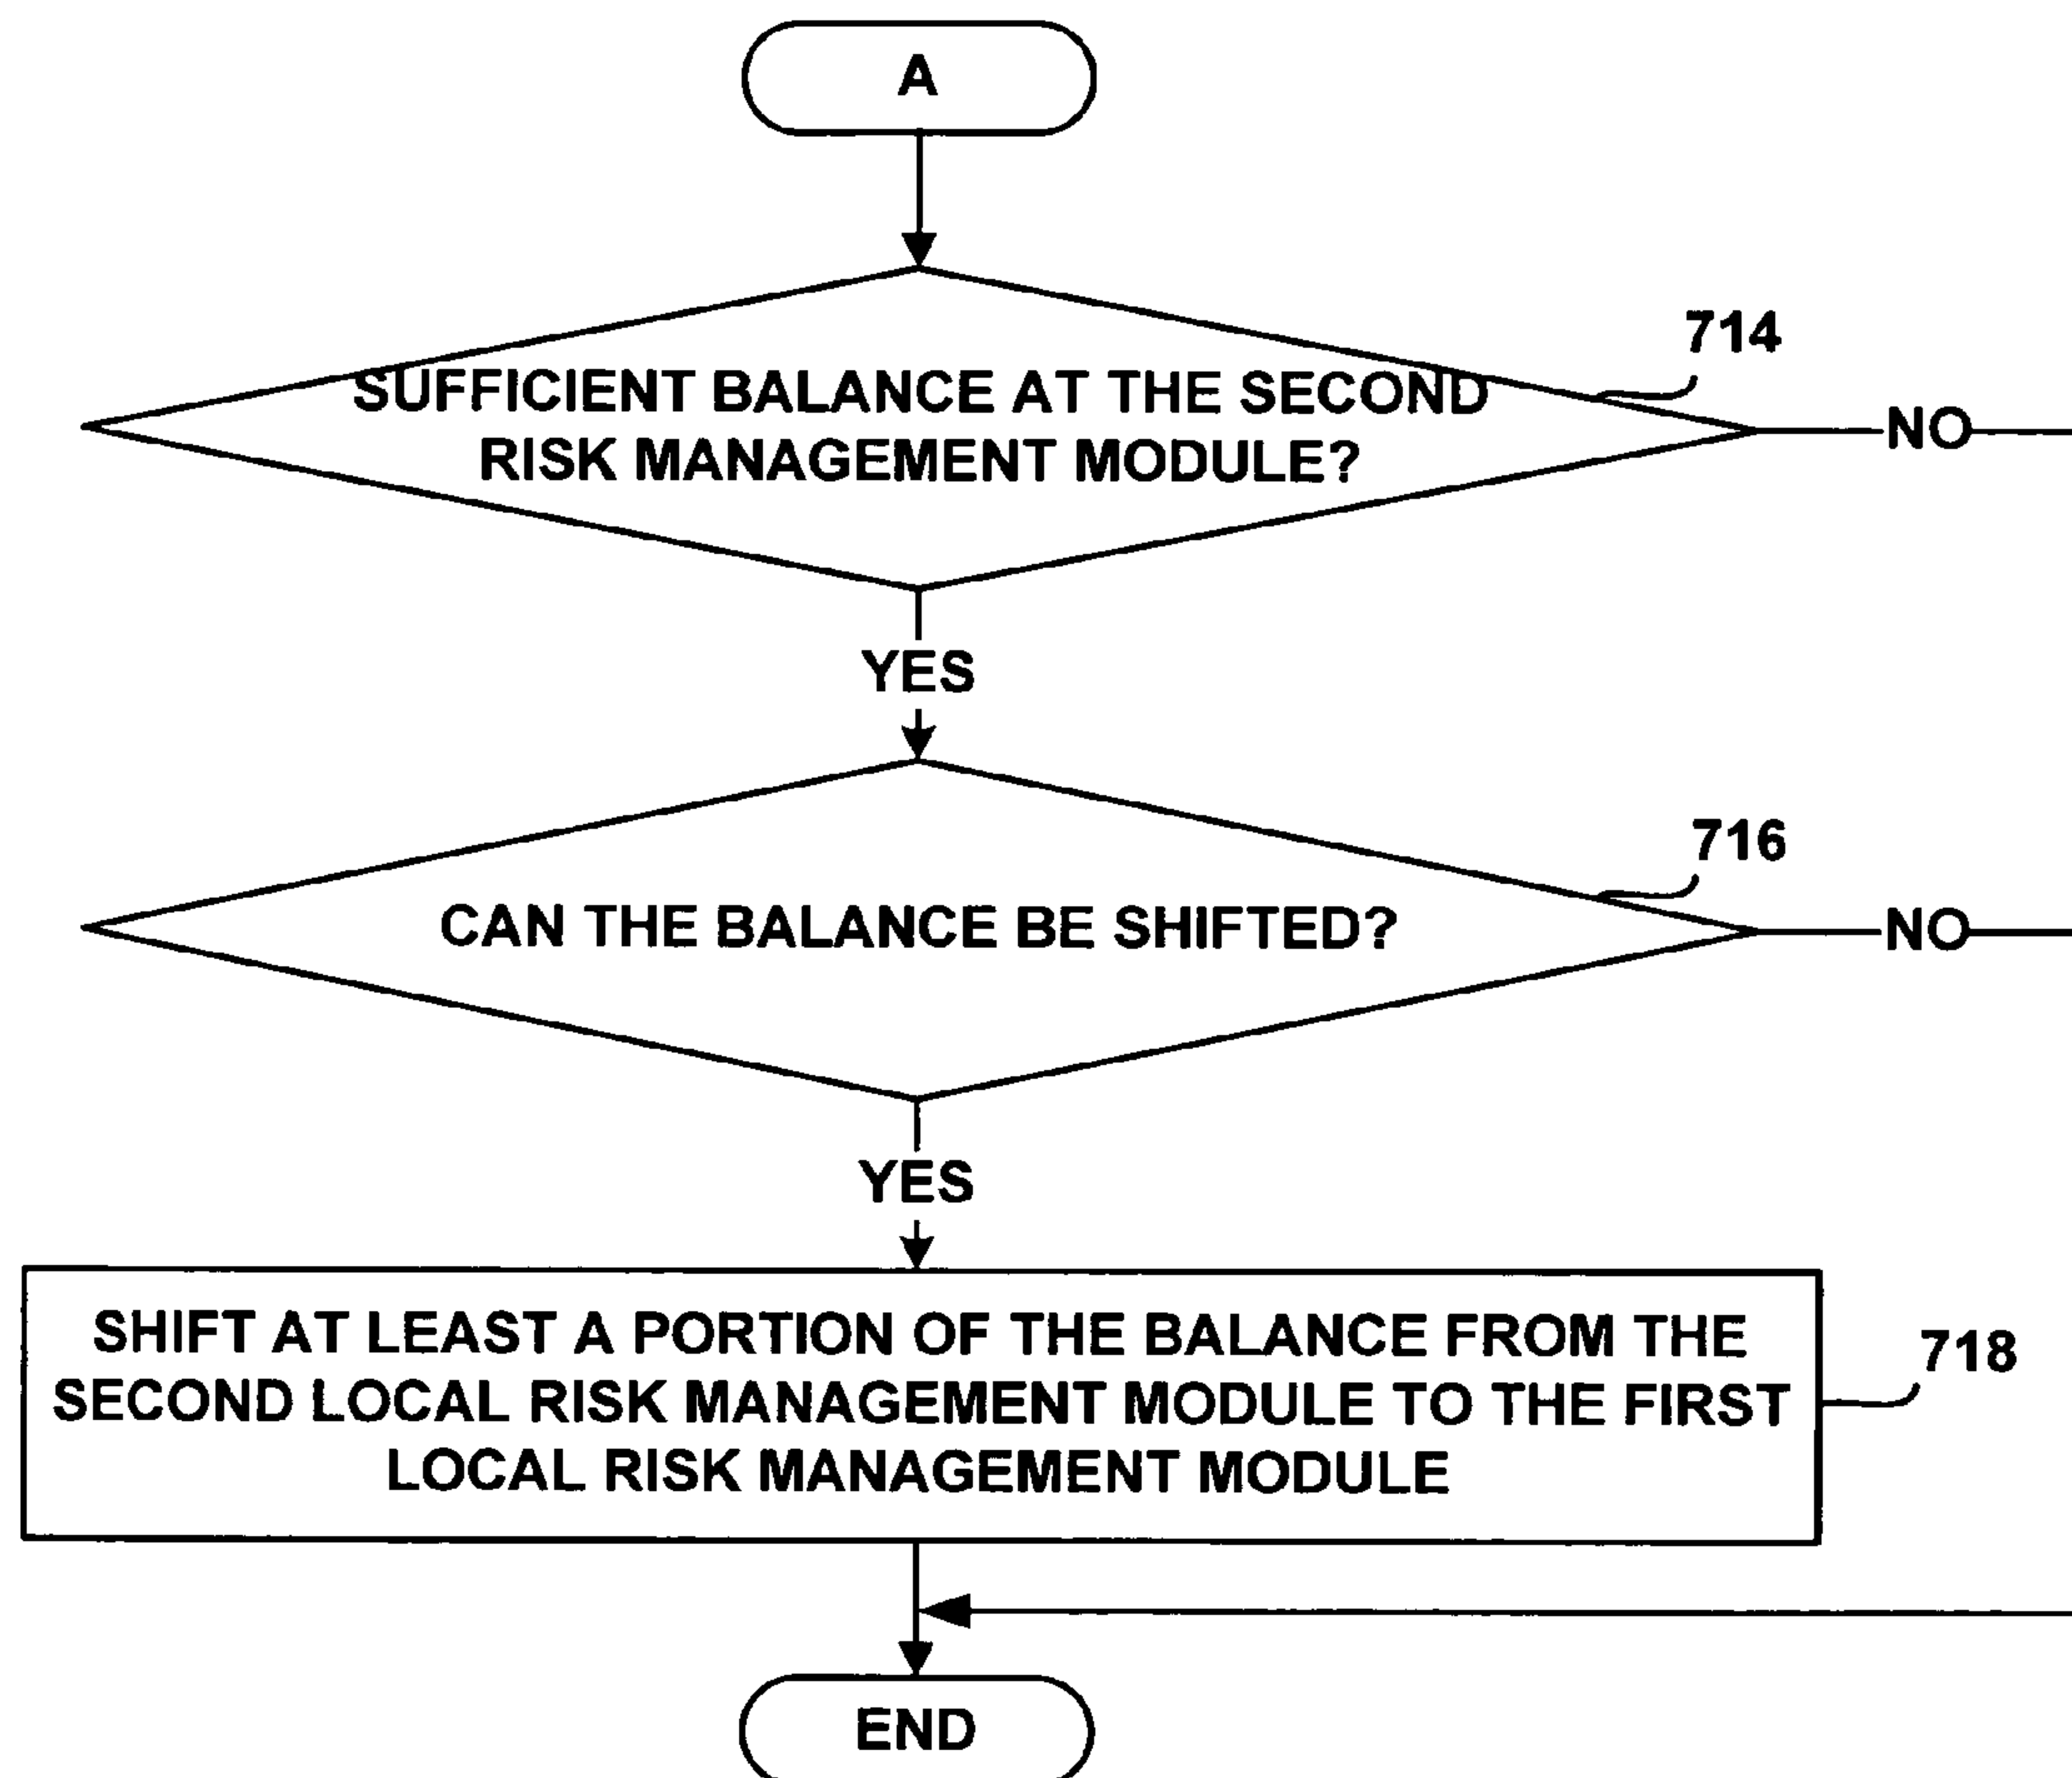 A
714
SUFFICIENT BALANCE AT THE SECOND
RISK MANAGEMENT MODULE?
NO
YES
716
CAN THE BALANCE BE SHIFTED?
NO
YES
SHIFT AT LEAST A PORTION OF THE BALANCE FROM THE
SECOND LOCAL RISK MANAGEMENT MODULE TO THE FIRST
LOCAL RISK MANAGEMENT MODULE
718
END